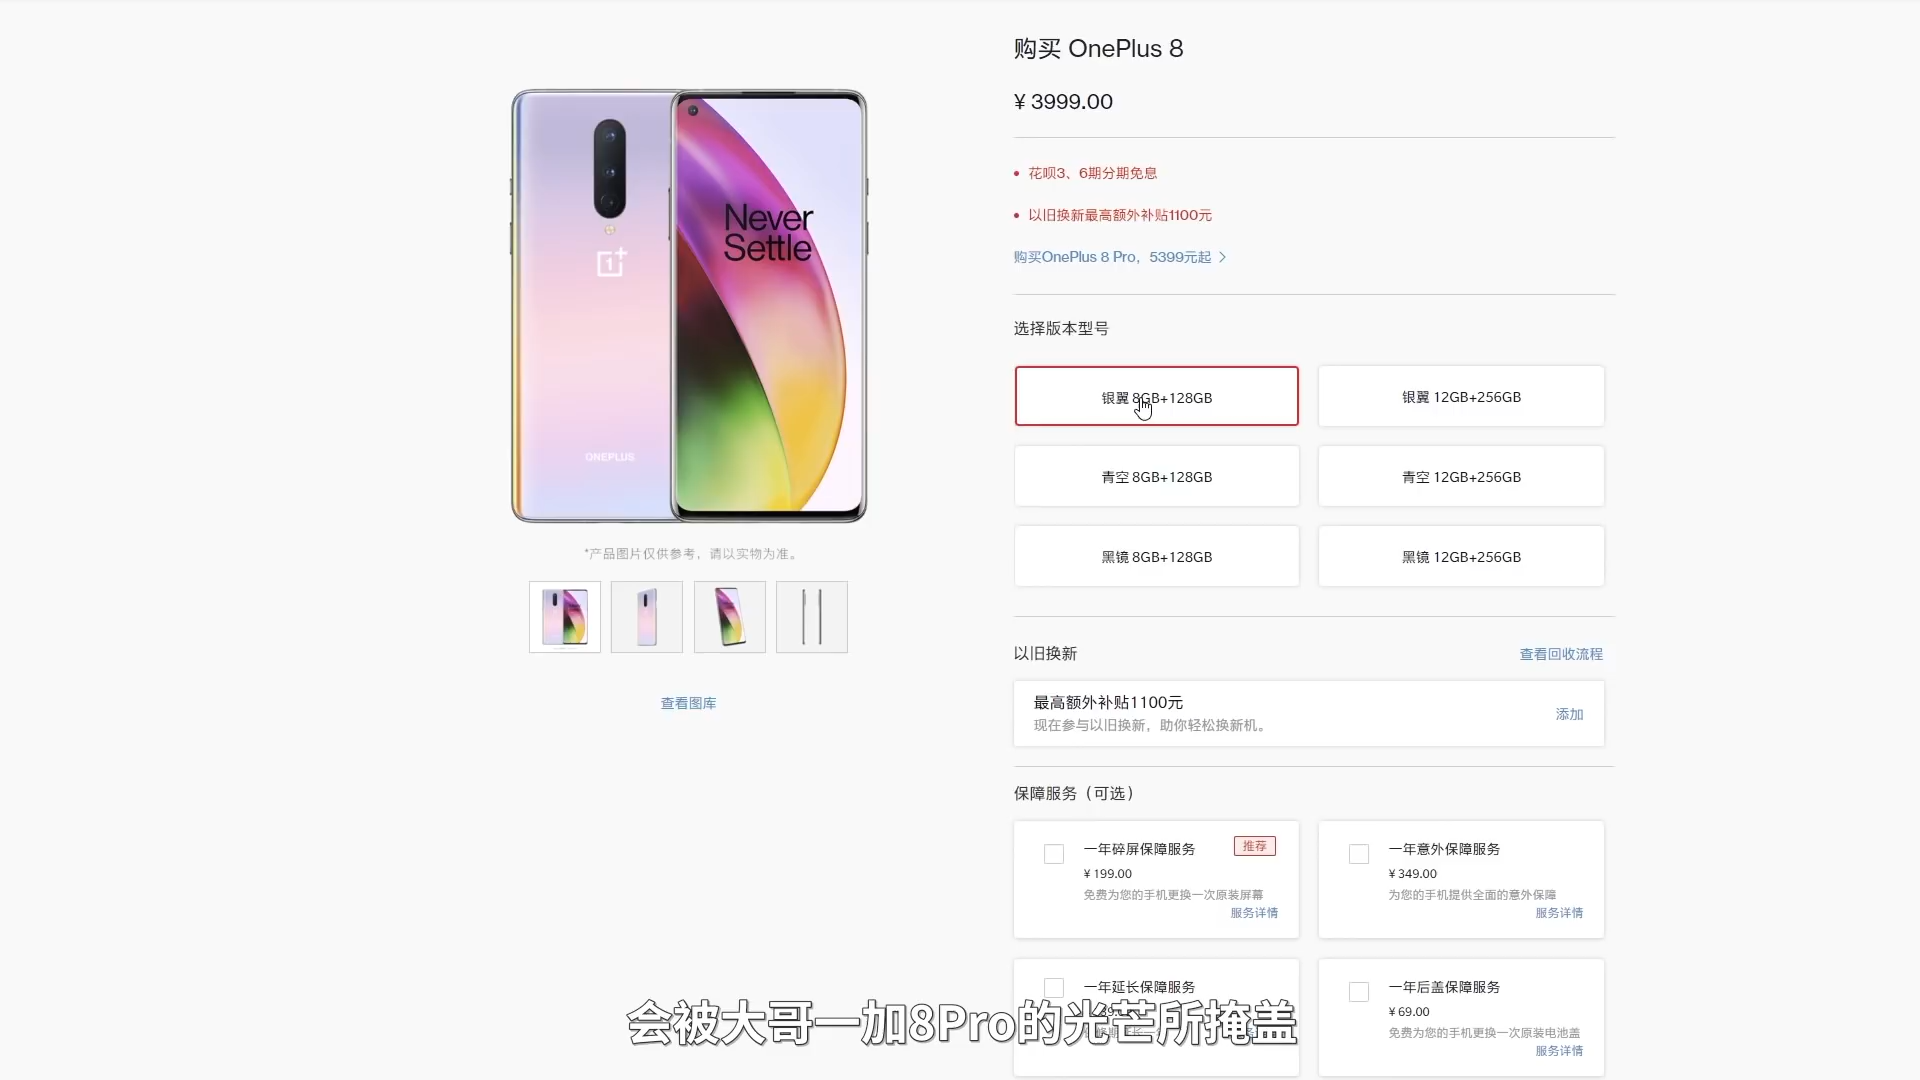 购买 OnePlus 8
¥ 3999.00
花呗3、6期分期免息
以旧换新最高额外补贴1100元
购买OnePlus 8 Pro，5399元起
Never
Settle
ONEPLUS
*产品图片仅供参考，请以实物为准。
查看图库
选择版本型号
银翼 8GB+128GB
银翼 12GB+256GB
青空 8GB+128GB
青空 12GB+256GB
黑镜 8GB+128GB
黑镜 12GB+256GB
以旧换新
查看回收流程
最高额外补贴1100元
现在参与以旧换新，助你轻松换新机。
添加
保障服务（可选）
一年碎屏保障服务
推荐
¥ 199.00
免费为您的手机更换一次原装屏幕
服务详情
一年意外保障服务
¥ 349.00
为您的手机提供全面的意外保障
服务详情
一年延长保障服务
一年后盖保障服务
¥ 69.00
免费为您的手机更换一次原装电池盖
服务详情
会被大哥一加8Pro的光芒所掩盖